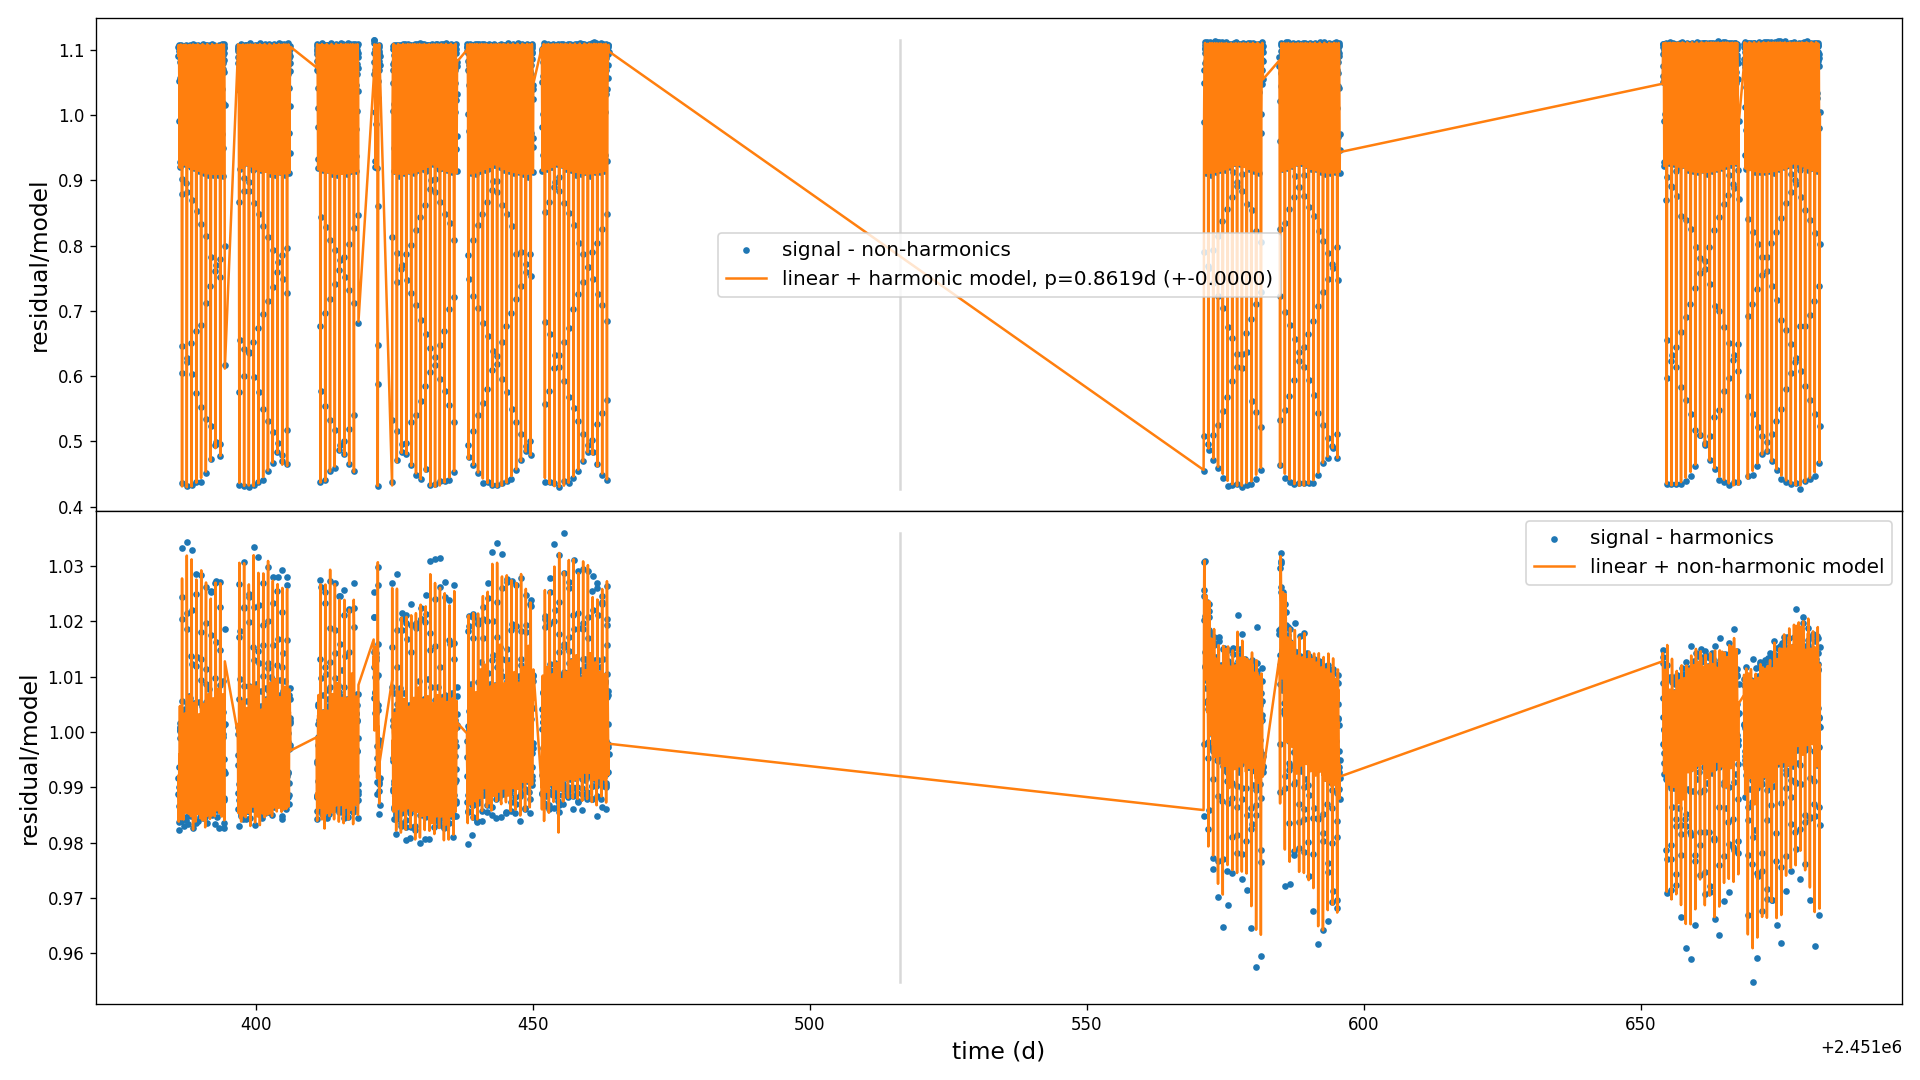 1.1
1.0
0.9
0.8
0.7
0.6
0.5
0.4
residual/model
signal - non-harmonics
linear + harmonic model, p=0.8619d (+-0.0000)
1.03
1.02
1.01
1.00
0.99
0.98
0.97
0.96
residual/model
signal - harmonics
linear + non-harmonic model
400 450 500 550 600 650
time (d)
+2.451e6